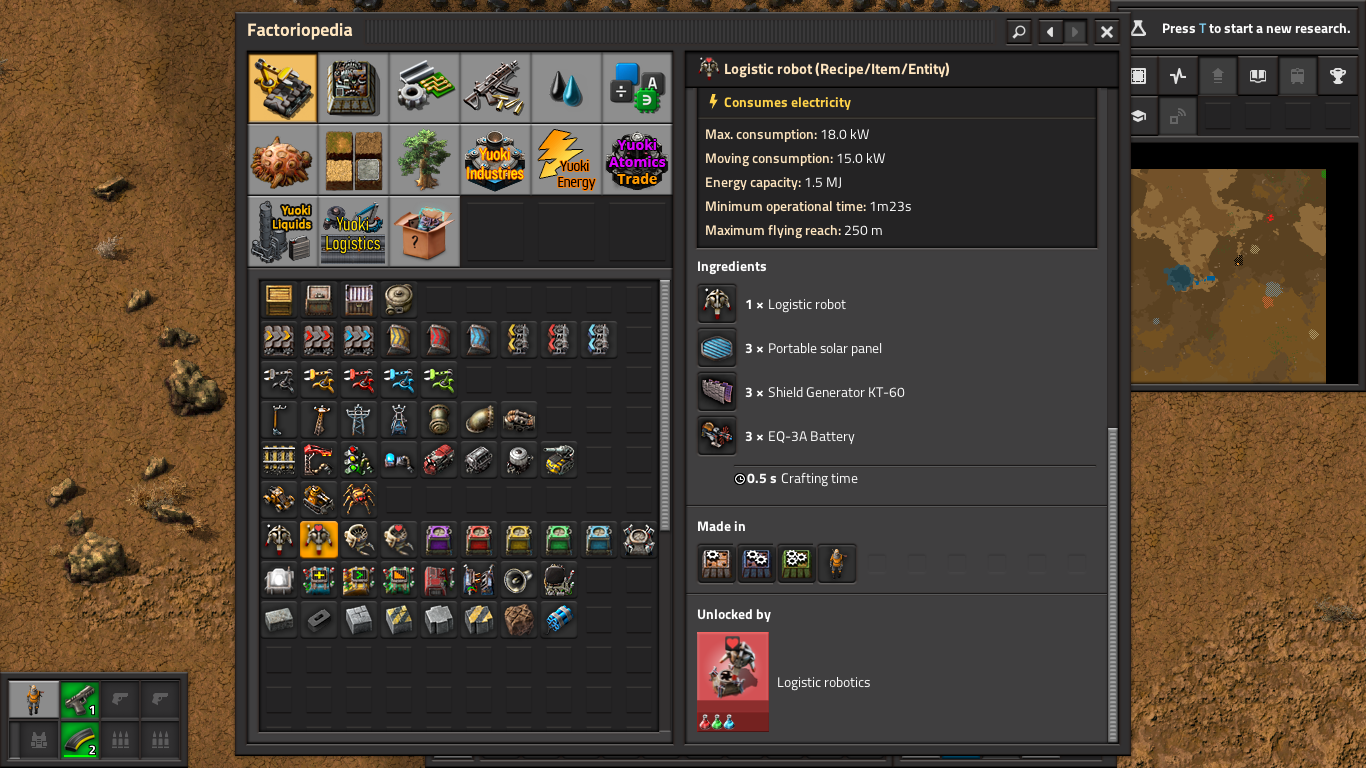 Factoriopedia
Press T to start a new research.
A
Yuoki
Industries
Yuoki
Energy
Yuoki
Atomics
Trade
Yuoki
Liquids
Yuoki
Logistics
?
Logistic robot (Recipe/Item/Entity)
Consumes electricity
Max. consumption: 18.0 kW
Moving consumption: 15.0 kW
Energy capacity: 1.5 MJ
Minimum operational time: 1m23s
Maximum flying reach: 250 m
Ingredients
1 × Logistic robot
3 × Portable solar panel
3 × Shield Generator KT-60
3 × EQ-3A Battery
0.5 s Crafting time
Made in
Unlocked by
Logistic robotics
1
2